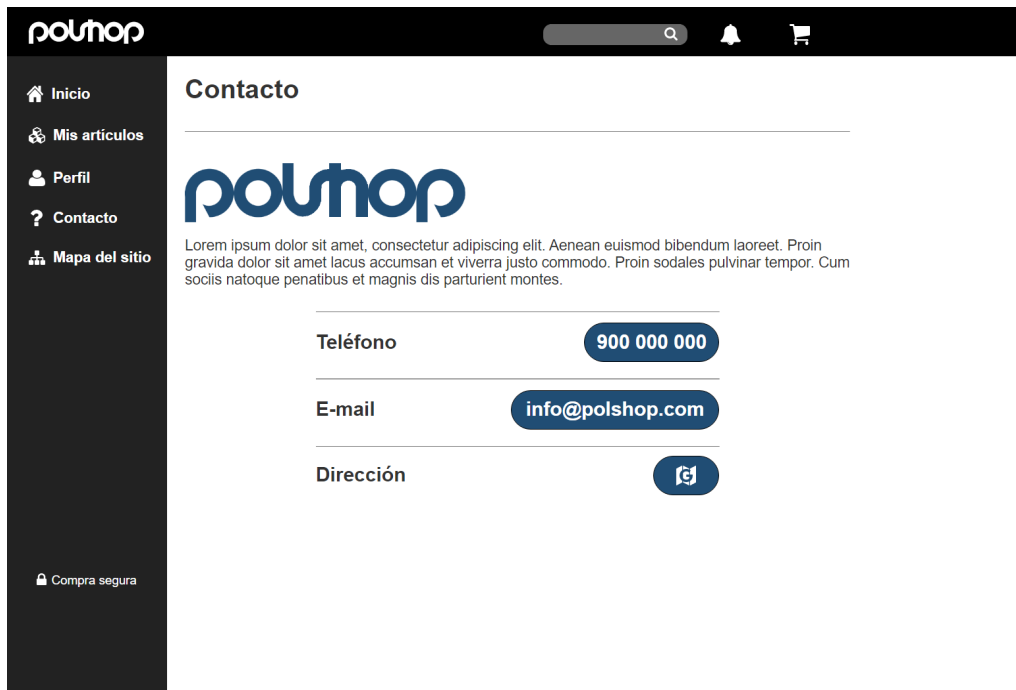 polshop
Inicio
Mis artículos
Perfil
Contacto
Mapa del sitio
Compra segura
Contacto
polshop
Lorem ipsum dolor sit amet, consectetur adipiscing elit. Aenean euismod bibendum laoreet. Proin
gravida dolor sit amet lacus accumsan et viverra justo commodo. Proin sodales pulvinar tempor. Cum
sociis natoque penatibus et magnis dis parturient montes.
Teléfono
900 000 000
E-mail
info@polshop.com
Dirección
G